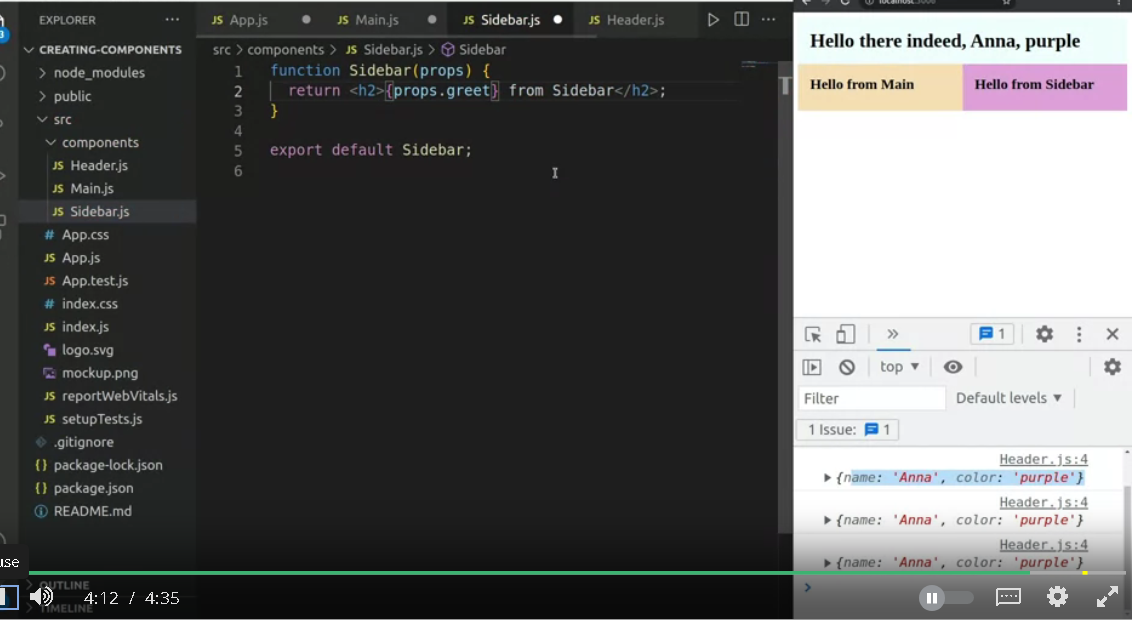 EXPLORER ···
CREATING-COMPONENTS
node_modules
public
src
components
JS Header.js
JS Main.js
JS Sidebar.js
# App.css
JS App.js
JS App.test.js
# index.css
JS index.js
logo.svg
mockup.png
JS reportWebVitals.js
JS setupTests.js
.gitignore
{} package-lock.json
{} package.json
README.md
OUTLINE
TIMELINE
JS App.js JS Main.js JS Sidebar.js JS Header.js ···
src > components > JS Sidebar.js > Sidebar
1 function Sidebar(props) {
2 return <h2>{props.greet} from Sidebar</h2>;
3 }
4
5 export default Sidebar;
6
Hello there indeed, Anna, purple
Hello from Main Hello from Sidebar
» 1
top ▼
Filter Default levels ▼
1 Issue: 1
Header.js:4
▶ {name: 'Anna', color: 'purple'}
Header.js:4
▶ {name: 'Anna', color: 'purple'}
Header.js:4
▶ {name: 'Anna', color: 'purple'}
>
use
4:12 / 4:35